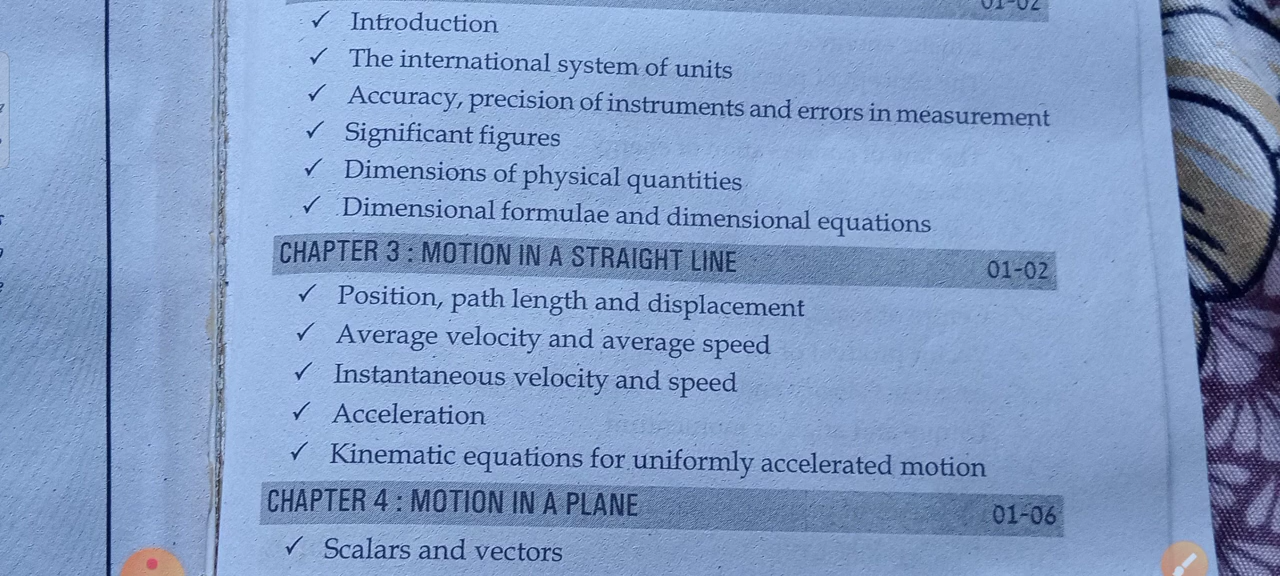 01-02
✓ Introduction
✓ The international system of units
✓ Accuracy, precision of instruments and errors in measurement
✓ Significant figures
✓ Dimensions of physical quantities
✓ Dimensional formulae and dimensional equations
CHAPTER 3 : MOTION IN A STRAIGHT LINE 01-02
✓ Position, path length and displacement
✓ Average velocity and average speed
✓ Instantaneous velocity and speed
✓ Acceleration
✓ Kinematic equations for uniformly accelerated motion
CHAPTER 4 : MOTION IN A PLANE 01-06
✓ Scalars and vectors